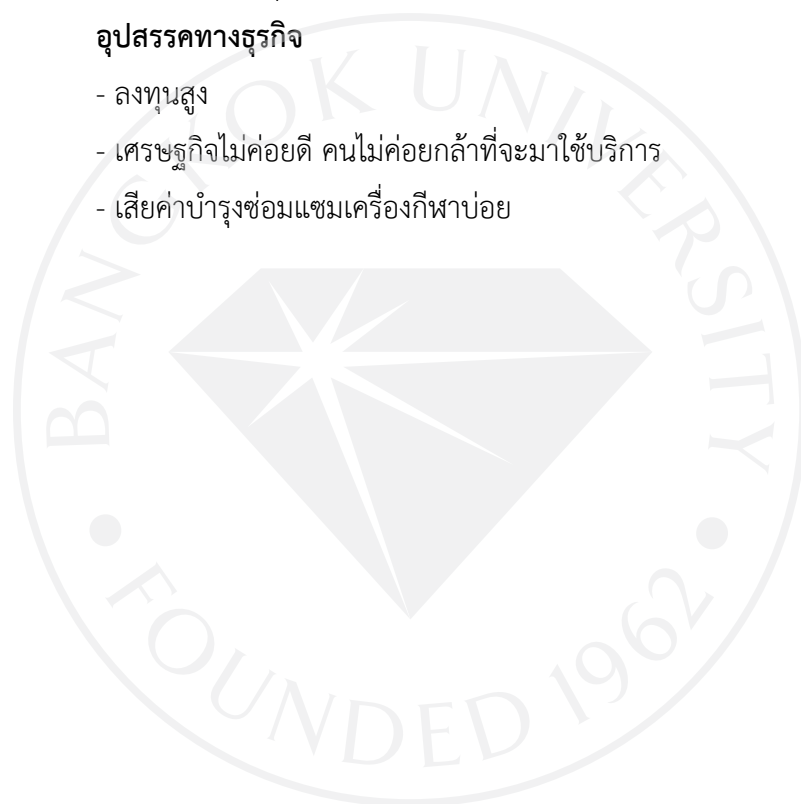 อุปสรรคทางธุรกิจ
- ลงทุนสูง
- เศรษฐกิจไม่ค่อยดี คนไม่ค่อยกล้าที่จะมาใช้บริการ
- เสียค่าบำรุงซ่อมแซมเครื่องกีฬาบ่อย
BANGKOK UNIVERSITY
FOUNDED 1962